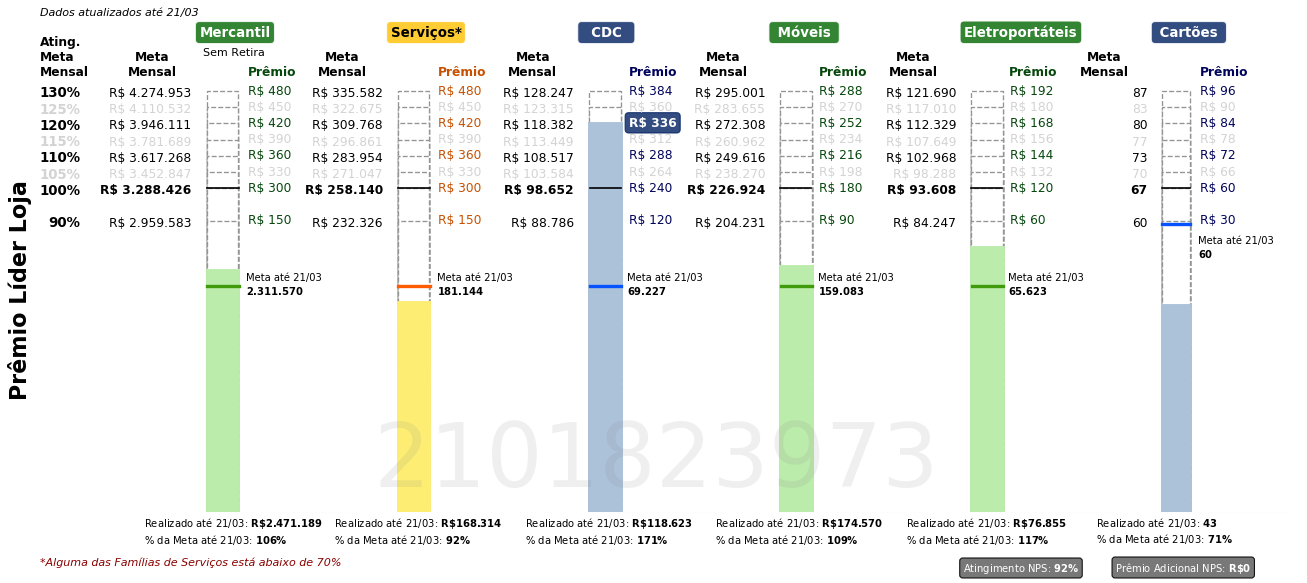 Dados atualizados até 21/03
Mercantil Serviços* CDC Móveis Eletroportáteis Cartões
Sem Retira
Ating. Meta Mensal Meta Mensal Prêmio Meta Mensal Prêmio Meta Mensal Prêmio Meta Mensal Prêmio Meta Mensal Prêmio Meta Mensal Prêmio
130% R$ 4.274.953 R$ 480 R$ 335.582 R$ 480 R$ 128.247 R$ 384 R$ 295.001 R$ 288 R$ 121.690 R$ 192 87 R$ 96
125% R$ 4.110.532 R$ 450 R$ 322.675 R$ 450 R$ 123.315 R$ 360 R$ 283.655 R$ 270 R$ 117.010 R$ 180 83 R$ 90
120% R$ 3.946.111 R$ 420 R$ 309.768 R$ 420 R$ 118.382 R$ 336 R$ 272.308 R$ 252 R$ 112.329 R$ 168 80 R$ 84
115% R$ 3.781.689 R$ 390 R$ 296.861 R$ 390 R$ 113.449 R$ 312 R$ 260.962 R$ 234 R$ 107.649 R$ 156 77 R$ 78
110% R$ 3.617.268 R$ 360 R$ 283.954 R$ 360 R$ 108.517 R$ 288 R$ 249.616 R$ 216 R$ 102.968 R$ 144 73 R$ 72
105% R$ 3.452.847 R$ 330 R$ 271.047 R$ 330 R$ 103.584 R$ 264 R$ 238.270 R$ 198 R$ 98.288 R$ 132 70 R$ 66
100% R$ 3.288.426 R$ 300 R$ 258.140 R$ 300 R$ 98.652 R$ 240 R$ 226.924 R$ 180 R$ 93.608 R$ 120 67 R$ 60
90% R$ 2.959.583 R$ 150 R$ 232.326 R$ 150 R$ 88.786 R$ 120 R$ 204.231 R$ 90 R$ 84.247 R$ 60 60 R$ 30
Prêmio Líder Loja
Meta até 21/03
60
Meta até 21/03 Meta até 21/03 Meta até 21/03 Meta até 21/03 Meta até 21/03
2.311.570 181.144 69.227 159.083 65.623
2101823973
Realizado até 21/03: R$2.471.189 Realizado até 21/03: R$168.314 Realizado até 21/03: R$118.623 Realizado até 21/03: R$174.570 Realizado até 21/03: R$76.855 Realizado até 21/03: 43
% da Meta até 21/03: 106% % da Meta até 21/03: 92% % da Meta até 21/03: 171% % da Meta até 21/03: 109% % da Meta até 21/03: 117% % da Meta até 21/03: 71%
*Alguma das Famílias de Serviços está abaixo de 70%
Atingimento NPS: 92% Prêmio Adicional NPS: R$0